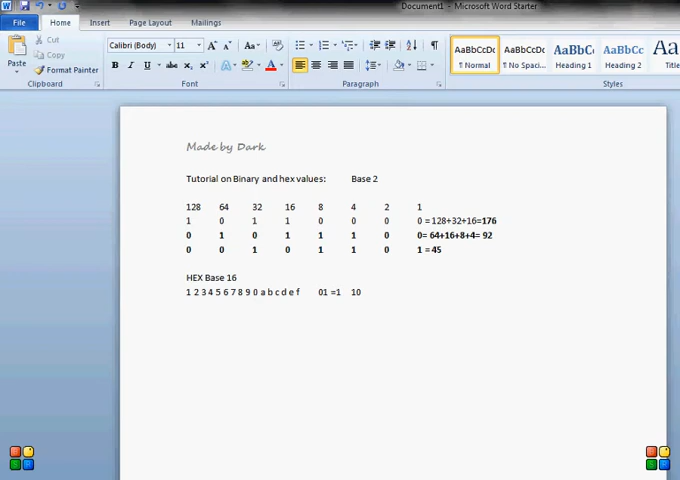 Document1 - Microsoft Word Starter
File Home Insert Page Layout Mailings
Paste Cut Copy Format Painter Clipboard
Calibri (Body) 11 Font
Paragraph
AaBbCcDc ¶ Normal AaBbCcDc ¶ No Spaci... AaBbCc Heading 1 AaBbCc Heading 2 Title
Styles
Made by Dark
Tutorial on Binary and hex values: Base 2
128 64 32 16 8 4 2 1
1 0 1 1 0 0 0 0 = 128+32+16=176
0 1 0 1 1 1 0 0= 64+16+8+4= 92
0 0 1 0 1 1 0 1 = 45
HEX Base 16
1 2 3 4 5 6 7 8 9 0 a b c d e f 01 =1 10